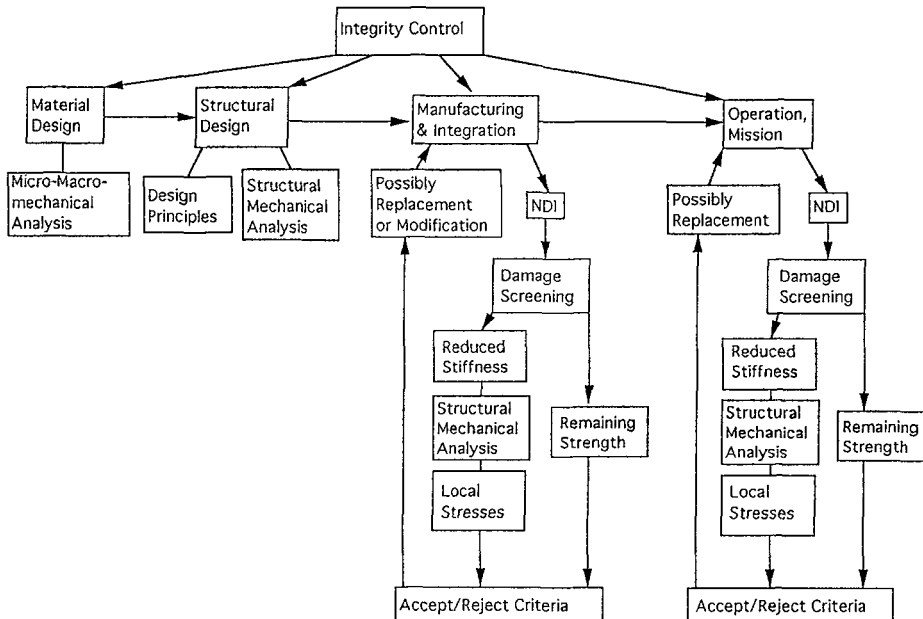 Integrity Control
Material
Design
Structural
Design
Manufacturing
& Integration
Operation,
Mission
Micro-Macro-
mechanical
Analysis
Design
Principles
Structural
Mechanical
Analysis
Possibly
Replacement
or Modification
NDI
Possibly
Replacement
NDI
Damage
Screening
Reduced
Stiffness
Structural
Mechanical
Analysis
Remaining
Strength
Local
Stresses
Accept/Reject Criteria
Damage
Screening
Reduced
Stiffness
Structural
Mechanical
Analysis
Remaining
Strength
Local
Stresses
Accept/Reject Criteria